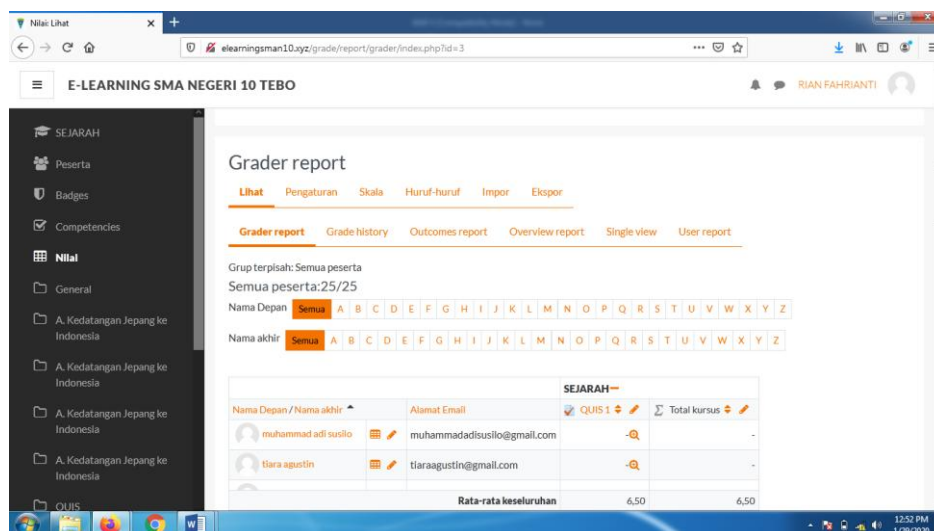 Nilai: Lihat
elearningsman10.xyz/grade/report/grader/index.php?id=3
E-LEARNING SMA NEGERI 10 TEBO
RIAN FAHRIANTI
SEJARAH
Peserta
Badges
Competencies
Nilai
General
A. Kedatangan Jepang ke
Indonesia
A. Kedatangan Jepang ke
Indonesia
A. Kedatangan Jepang ke
Indonesia
A. Kedatangan Jepang ke
Indonesia
QUIS
Grader report
Lihat Pengaturan Skala Huruf-huruf Impor Ekspor
Grader report Grade history Outcomes report Overview report Single view User report
Grup terpisah: Semua peserta
Semua peserta:25/25
Nama Depan Semua A B C D E F G H I J K L M N O P Q R S T U V W X Y Z
Nama akhir Semua A B C D E F G H I J K L M N O P Q R S T U V W X Y Z
SEJARAH
Nama Depan / Nama akhir Alamat Email QUIS 1 Σ Total kursus
muhammad adi susilo muhammadadisusilo@gmail.com - -
tiara agustin tiaraagustin@gmail.com - -
Rata-rata keseluruhan 6,50 6,50
12:52 PM